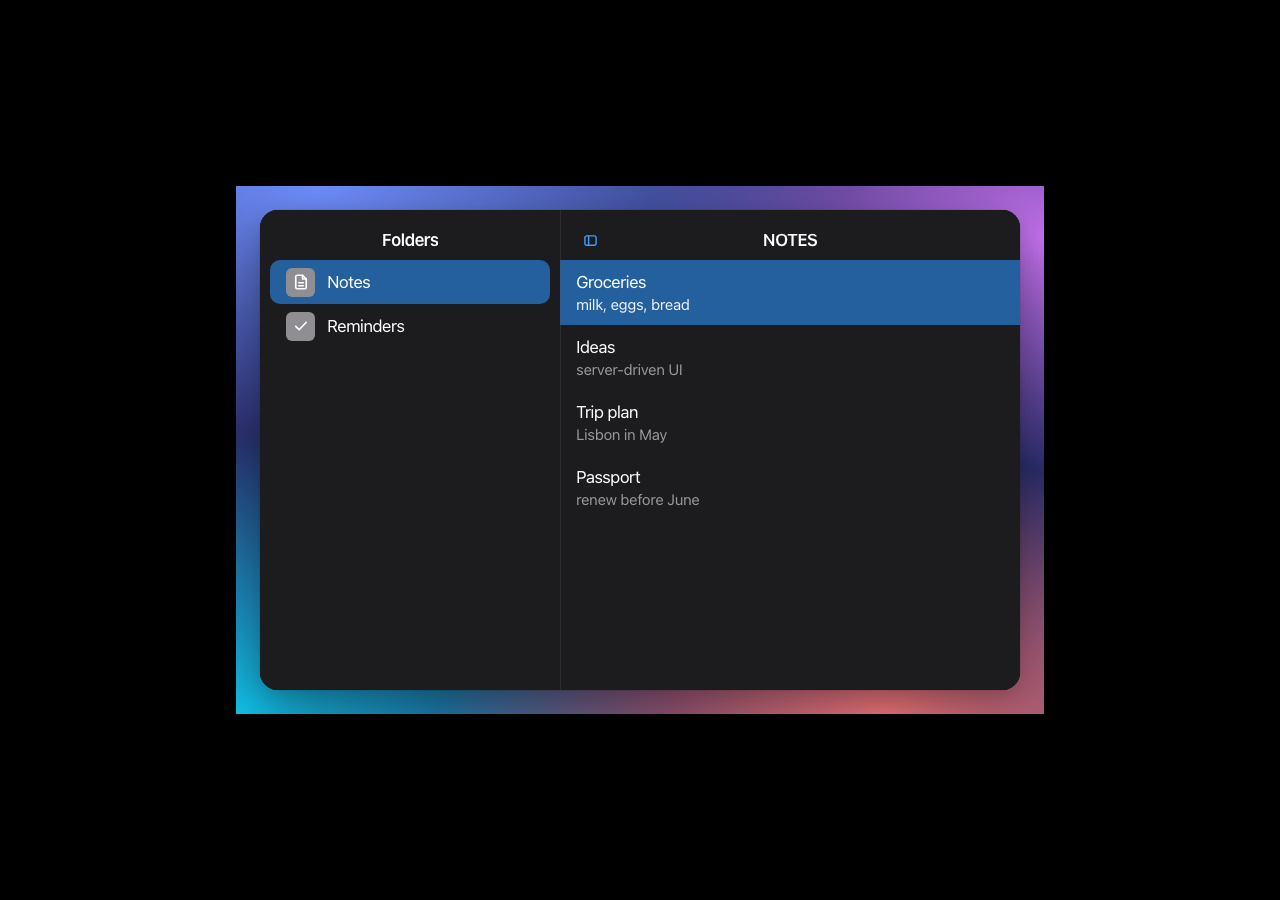 Folders
Notes
Reminders
NOTES
Groceries
milk, eggs, bread
Ideas
server-driven UI
Trip plan
Lisbon in May
Passport
renew before June